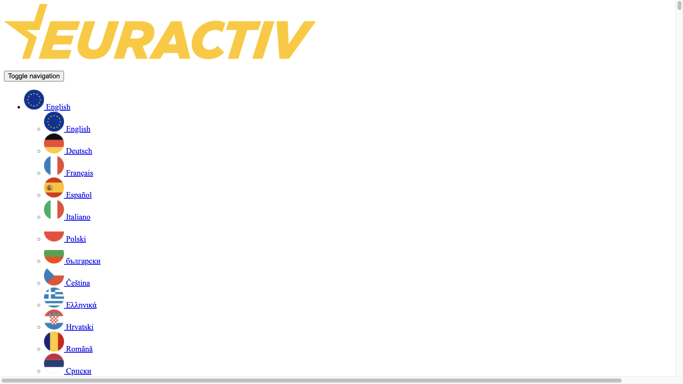 EURACTIV
Toggle navigation
English
English
Deutsch
Français
Español
Italiano
Polski
български
Čeština
Ελληνικά
Hrvatski
Română
Српски